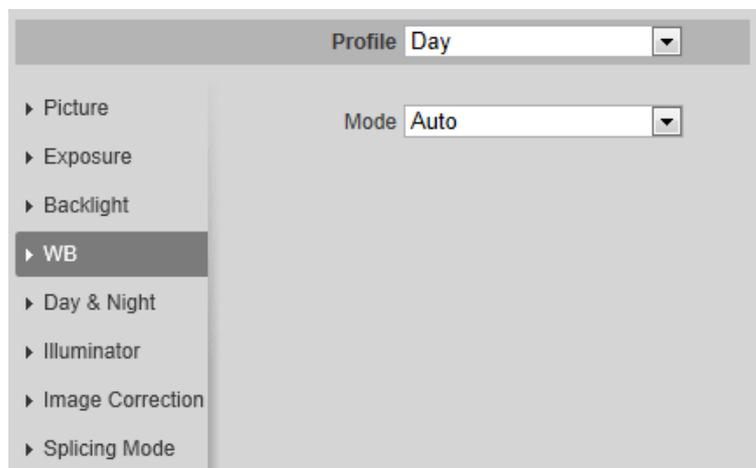 Profile Day
Picture
Mode Auto
Exposure
Backlight
WB
Day & Night
Illuminator
Image Correction
Splicing Mode